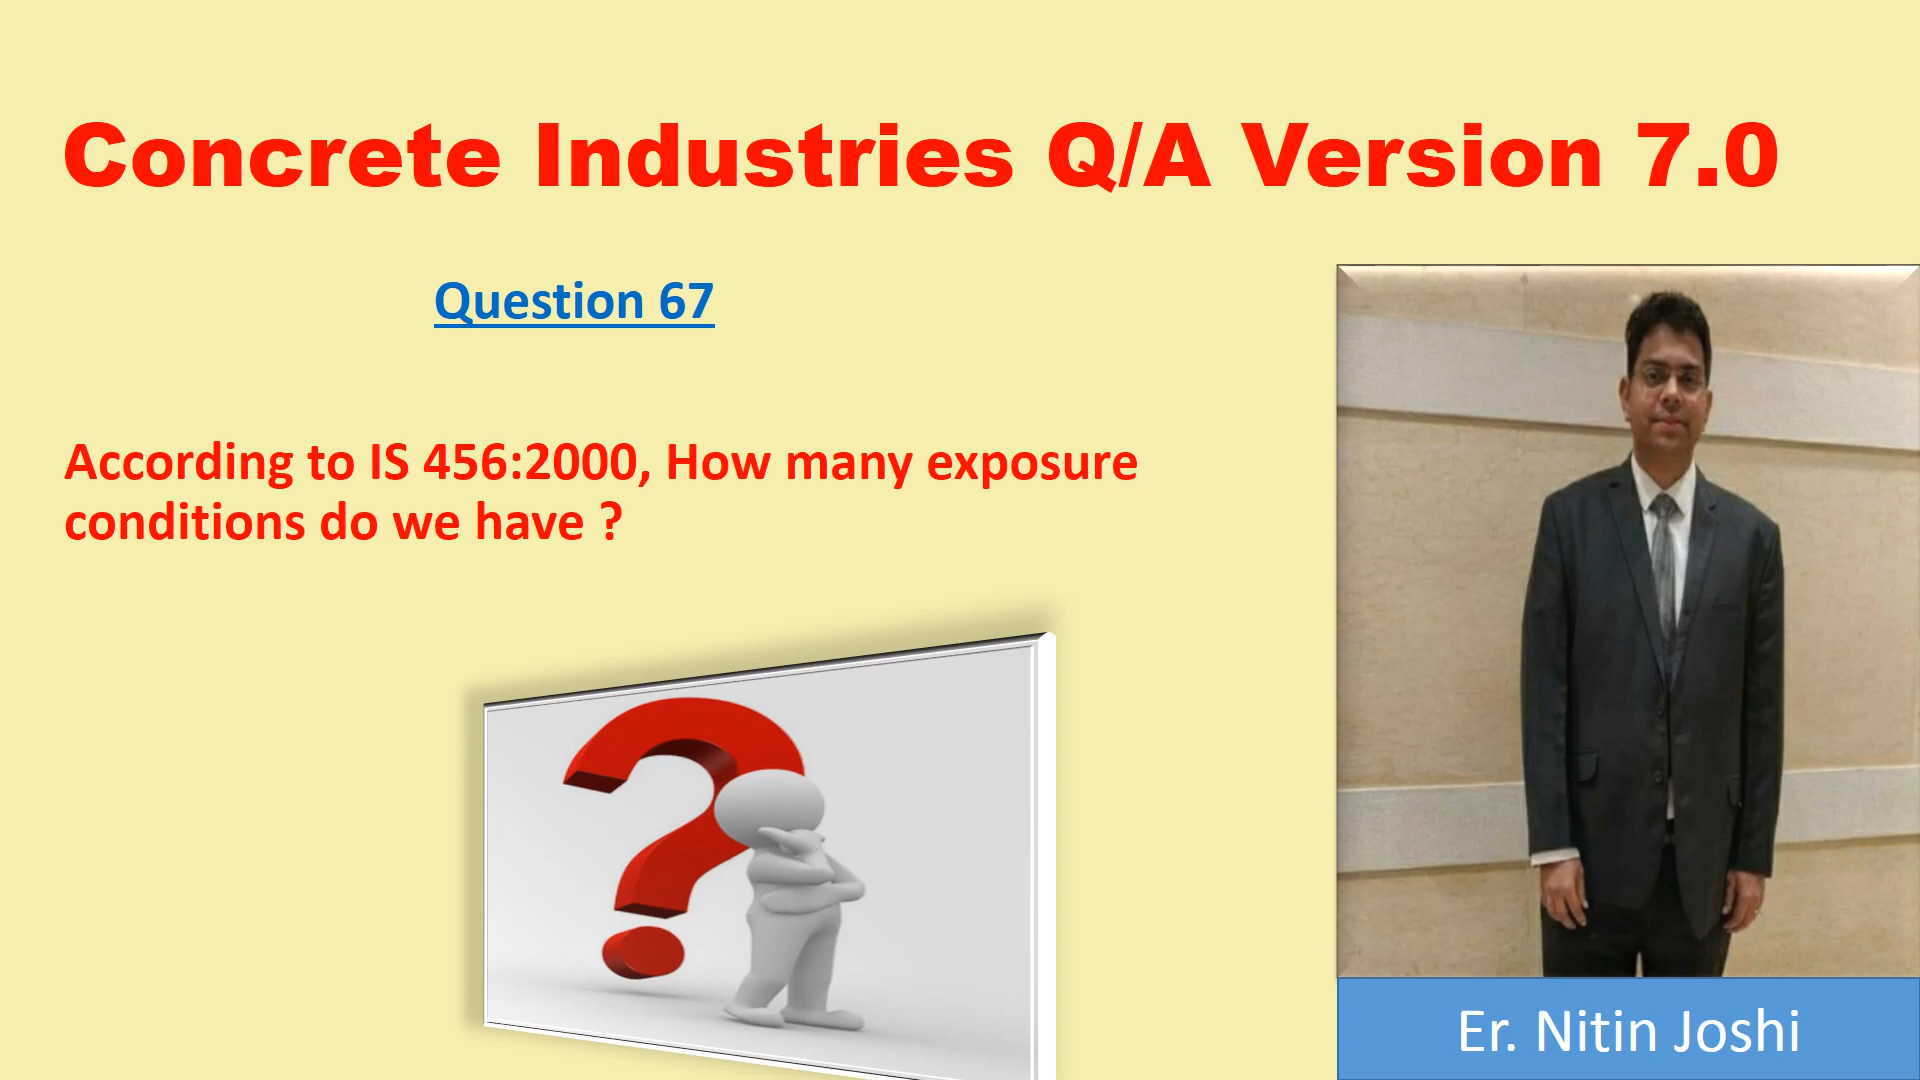 Concrete Industries Q/A Version 7.0
Question 67
According to IS 456:2000, How many exposure
conditions do we have ?
Er. Nitin Joshi